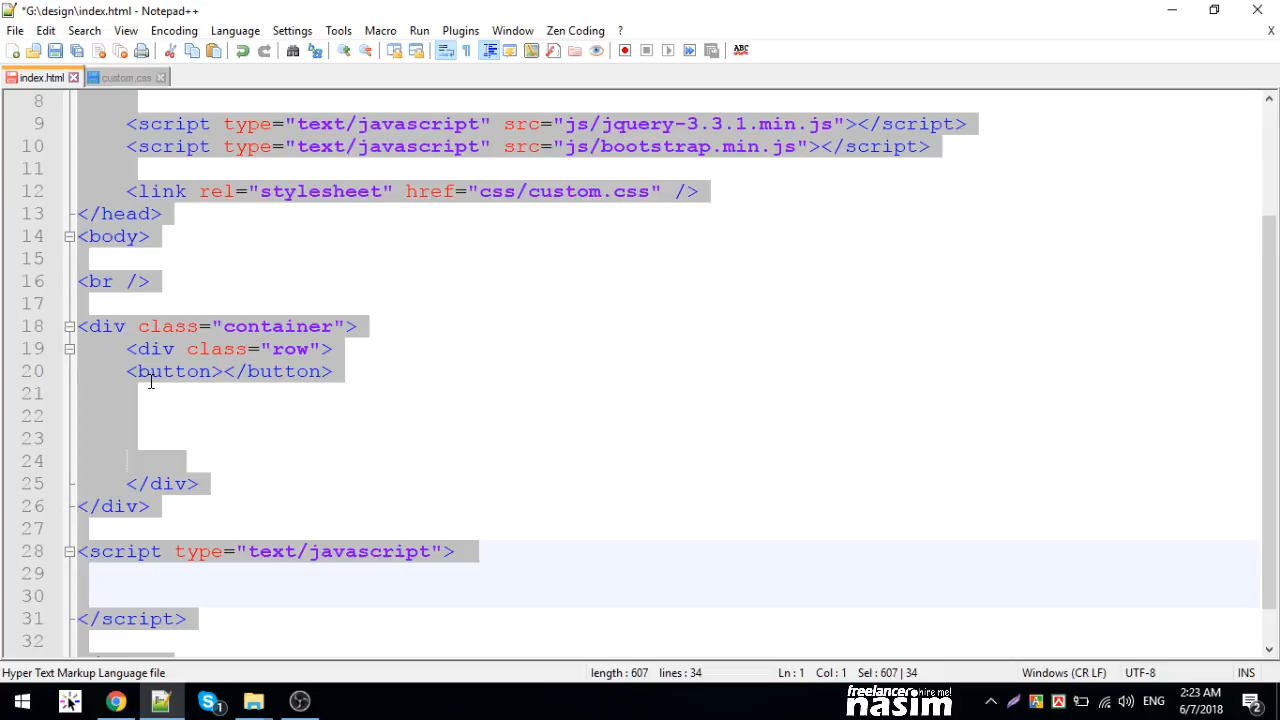 *G:\design\index.html - Notepad++
File Edit Search View Encoding Language Settings Tools Macro Run Plugins Window Zen Coding ? X
ABC
index.html custom.css
8
9 <script type="text/javascript" src="js/jquery-3.3.1.min.js"></script>
10 <script type="text/javascript" src="js/bootstrap.min.js"></script>
11
12 <link rel="stylesheet" href="css/custom.css" />
13 </head>
14 <body>
15
16 <br />
17
18 <div class="container">
19 <div class="row">
20 <button></button>
21
22
23
24
25 </div>
26 </div>
27
28 <script type="text/javascript">
29
30
31 </script>
32
Hyper Text Markup Language file length : 607 lines : 34 Ln : 1 Col : 1 Sel : 607 | 34 Windows (CR LF) UTF-8 INS
freelancer hire me!
nasim
ENG
2:23 AM
6/7/2018
1
2